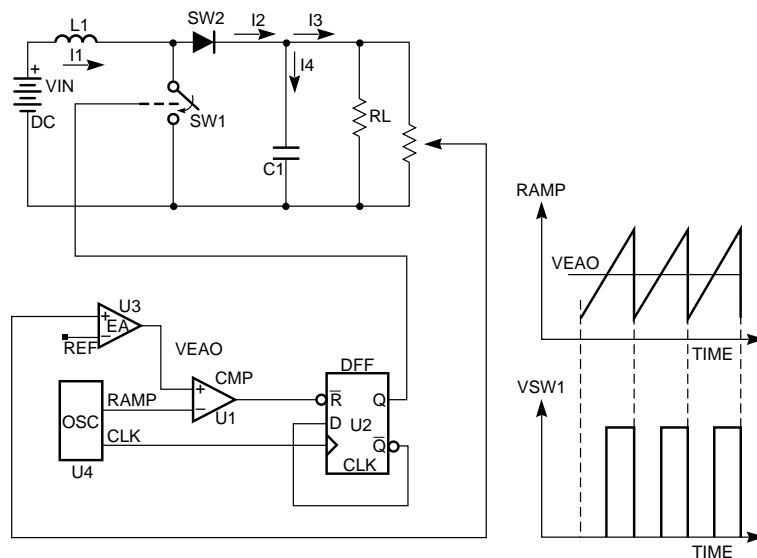 L1
SW2
I2
I3
I1
I4
+
VIN
DC
SW1
RL
C1
RAMP
VEAO
TIME
VSW1
TIME
U3
+
EA
–
REF
VEAO
DFF
RAMP
CMP
+
–
U1
R
Q
D
U2
OSC
CLK
Q
U4
CLK